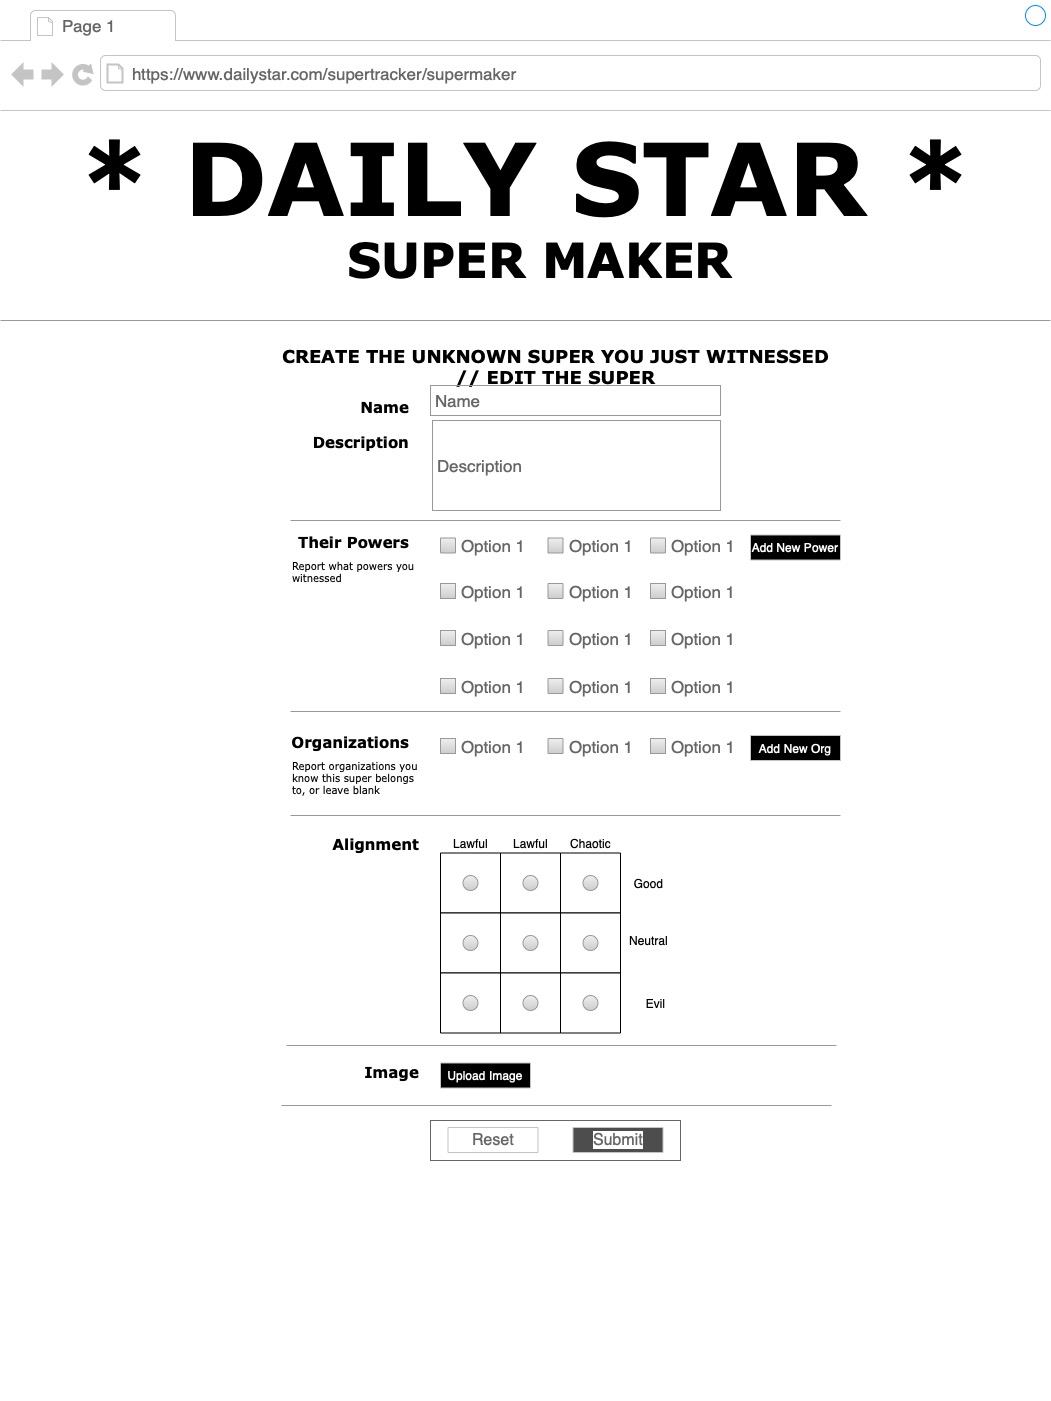 Page 1
https://www.dailystar.com/supertracker/supermaker
* DAILY STAR *
SUPER MAKER
CREATE THE UNKNOWN SUPER YOU JUST WITNESSED
// EDIT THE SUPER
Name Name
Description Description
Their Powers Option 1 Option 1 Option 1 Add New Power
Report what powers you
witnessed
Option 1 Option 1 Option 1
Option 1 Option 1 Option 1
Option 1 Option 1 Option 1
Organizations Option 1 Option 1 Option 1 Add New Org
Report organizations you
know this super belongs
to, or leave blank
Alignment Lawful Lawful Chaotic
Good
Neutral
Evil
Image Upload Image
Reset Submit